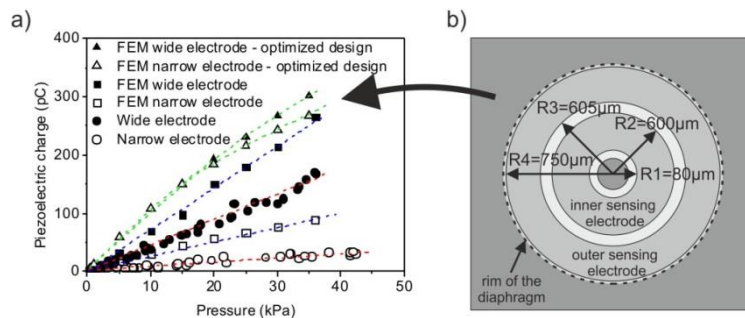 a)
400
300
200
100
0
Piezoelectric charge (pC)
FEM wide electrode - optimized design
FEM narrow electrode - optimized design
FEM wide electrode
FEM narrow electrode
Wide electrode
Narrow electrode
0 10 20 30 40 50
Pressure (kPa)
b)
R3=605µm
R2=600µm
R4=750µm
R1=80µm
inner sensing
electrode
outer sensing
electrode
rim of the
diaphragm